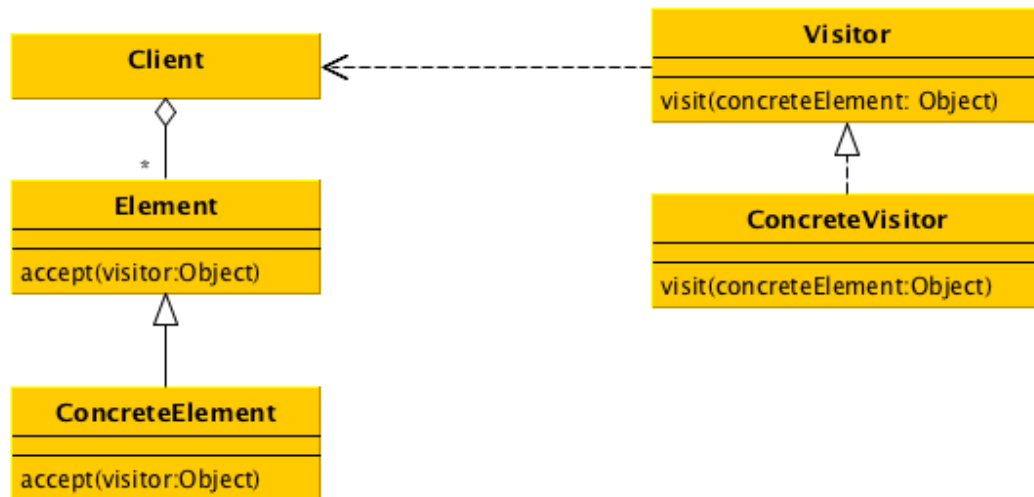 Client
*
Element
accept(visitor:Object)
ConcreteElement
accept(visitor:Object)
Visitor
visit(concreteElement: Object)
ConcreteVisitor
visit(concreteElement:Object)